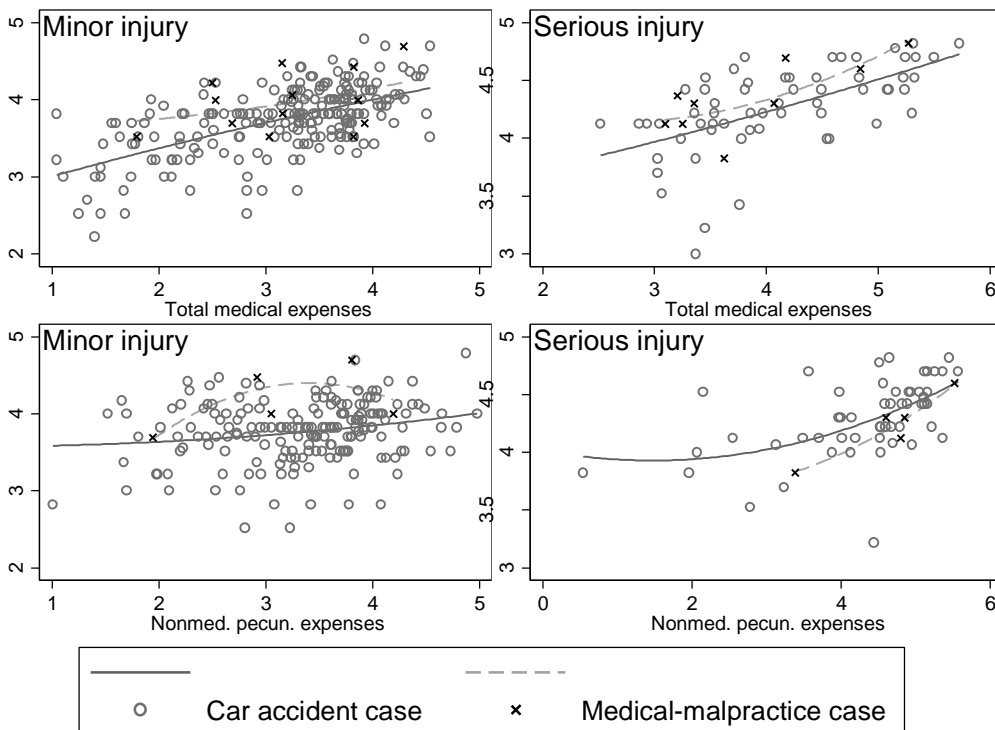 Minor injury
5
4
3
2
1 2 3 4 5
Total medical expenses
Serious injury
5
4.5
4
3.5
3
2 3 4 5 6
Total medical expenses
Minor injury
5
4
3
2
1 2 3 4 5
Nonmed. pecun. expenses
Serious injury
5
4.5
4
3.5
3
0 2 4 6
Nonmed. pecun. expenses
Car accident case
Medical-malpractice case